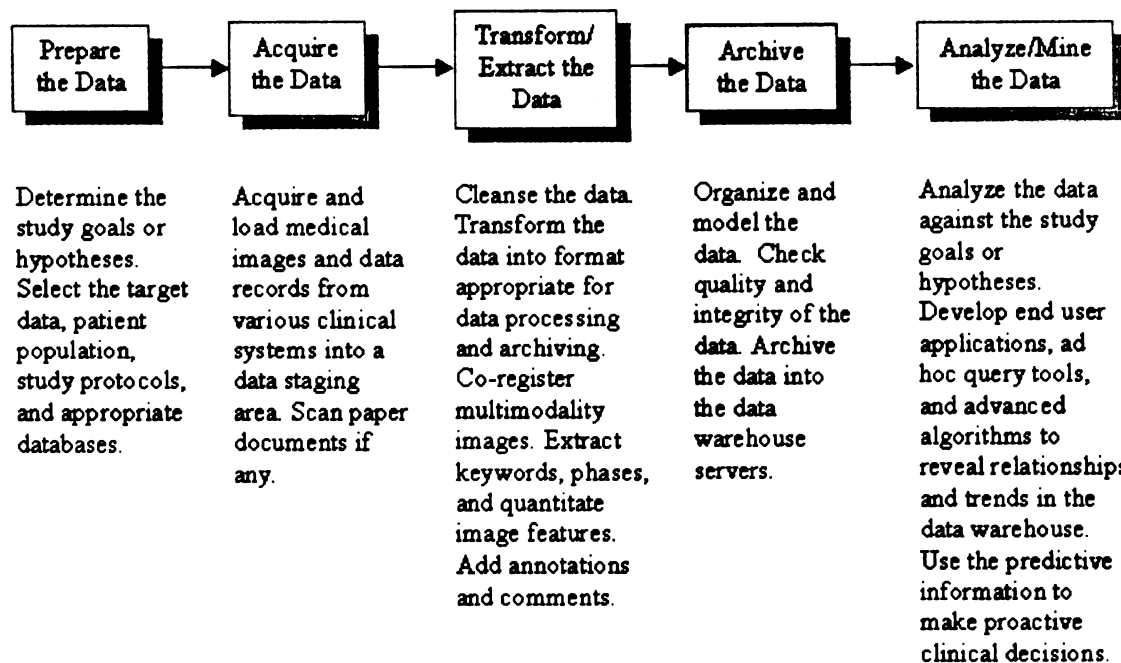 Prepare
the Data
Acquire
the Data
Transform/
Extract the
Data
Archive
the Data
Analyze/Mine
the Data
Determine the
study goals or
hypotheses.
Select the target
data, patient
population,
study protocols,
and appropriate
databases.
Acquire and
load medical
images and data
records from
various clinical
systems into a
data staging
area. Scan paper
documents if
any.
Cleanse the data.
Transform the
data into format
appropriate for
data processing
and archiving.
Co-register
multimodality
images. Extract
keywords, phases,
and quantitate
image features.
Add annotations
and comments.
Organize and
model the
data. Check
quality and
integrity of the
data. Archive
the data into
the data
warehouse
servers.
Analyze the data
against the study
goals or
hypotheses.
Develop end user
applications, ad
hoc query tools,
and advanced
algorithms to
reveal relationships
and trends in the
data warehouse.
Use the predictive
information to
make proactive
clinical decisions.